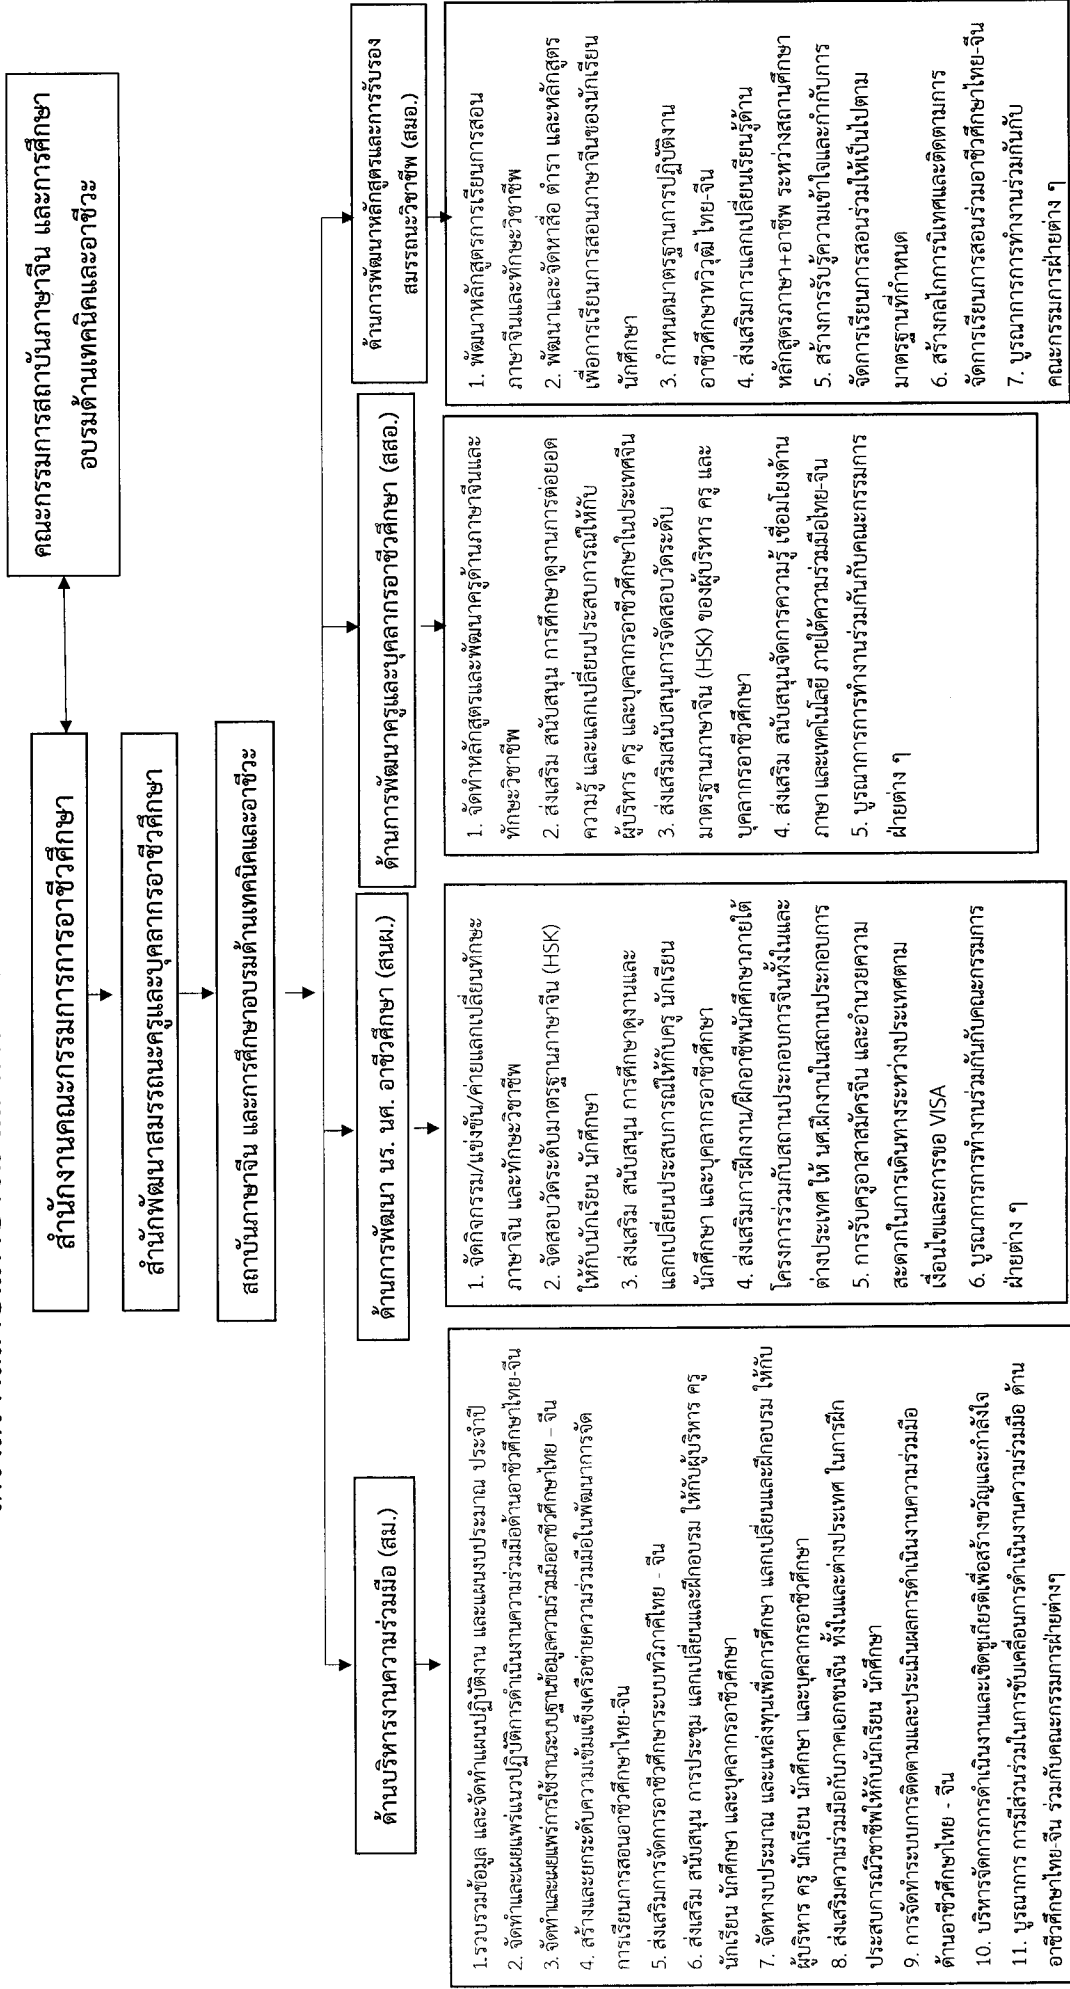 สำนักงานคณะกรรมการการอาชีวศึกษา
คณะกรรมการสถาบันภาษาจีน และการศึกษา
อบรมด้านเทคนิคและอาชีวะ
สำนักพัฒนาสมรรถนะครูและบุคลากรอาชีวศึกษา
สถาบันภาษาจีน และการศึกษาอบรมด้านเทคนิคและอาชีวะ
ด้านบริหารงานความร่วมมือ (สม.)
1.รวบรวมข้อมูล และจัดทำแผนปฏิบัติงาน และแผนงบประมาณ ประจำปี
2. จัดทำและเผยแพร่แนวปฏิบัติการดำเนินงานความร่วมมือด้านอาชีวศึกษาไทย-จีน
3. จัดทำและเผยแพร่การใช้งานระบบฐานข้อมูลความร่วมมืออาชีวศึกษาไทย - จีน
4. สร้างและยกระดับความเข้มแข็งเครือข่ายความร่วมมือในพัฒนาการจัด
การเรียนการสอนอาชีวศึกษาไทย-จีน
5. ส่งเสริมการจัดการอาชีวศึกษาระบบทวิภาคีไทย - จีน
6. ส่งเสริม สนับสนุน การประชุม แลกเปลี่ยนและฝึกอบรม ให้กับผู้บริหาร ครู
นักเรียน นักศึกษา และบุคลากรอาชีวศึกษา
7. จัดหางบประมาณ และแหล่งทุนเพื่อการศึกษา แลกเปลี่ยนและฝึกอบรม ให้กับ
ผู้บริหาร ครู นักเรียน นักศึกษา และบุคลากรอาชีวศึกษา
8. ส่งเสริมความร่วมมือกับภาคเอกชนจีน ทั้งในและต่างประเทศ ในการฝึก
ประสบการณ์วิชาชีพให้กับนักเรียน นักศึกษา
9. การจัดทำระบบการติดตามและประเมินผลการดำเนินงานความร่วมมือ
ด้านอาชีวศึกษาไทย - จีน
10. บริหารจัดการการดำเนินงานและเชิดชูเกียรติเพื่อสร้างขวัญและกำลังใจ
11. บูรณาการ การมีส่วนร่วมในการขับเคลื่อนการดำเนินงานความร่วมมือ ด้าน
อาชีวศึกษาไทย-จีน ร่วมกับคณะกรรมการฝ่ายต่างๆ
ด้านการพัฒนา นร. นศ. อาชีวศึกษา (สนผ.)
1. จัดกิจกรรม/แข่งขัน/ค่ายแลกเปลี่ยนทักษะ
ภาษาจีน และทักษะวิชาชีพ
2. จัดสอบวัดระดับมาตรฐานภาษาจีน (HSK)
ให้กับนักเรียน นักศึกษา
3. ส่งเสริม สนับสนุน การศึกษาดูงานและ
แลกเปลี่ยนประสบการณ์ให้กับครู นักเรียน
นักศึกษา และบุคลากรอาชีวศึกษา
4. ส่งเสริมการฝึกงาน/ฝึกอาชีพนักศึกษาภายใต้
โครงการร่วมกับสถานประกอบการจีนทั้งในและ
ต่างประเทศ ให้ นศ.ฝึกงานในสถานประกอบการ
5. การรับครูอาสาสมัครจีน และอำนวยความ
สะดวกในการเดินทางระหว่างประเทศตาม
เงื่อนไขและการขอ VISA
6. บูรณาการการทำงานร่วมกันกับคณะกรรมการ
ฝ่ายต่าง ๆ
ด้านการพัฒนาครูและบุคลากรอาชีวศึกษา (สสอ.)
1. จัดทำหลักสูตรและพัฒนาครูด้านภาษาจีนและ
ทักษะวิชาชีพ
2. ส่งเสริม สนับสนุน การศึกษาดูงานการต่อยอด
ความรู้ และแลกเปลี่ยนประสบการณ์ให้กับ
ผู้บริหาร ครู และบุคลากรอาชีวศึกษาในประเทศจีน
3. ส่งเสริมสนับสนุนการจัดสอบวัดระดับ
มาตรฐานภาษาจีน (HSK) ของผู้บริหาร ครู และ
บุคลากรอาชีวศึกษา
4. ส่งเสริม สนับสนุนจัดการความรู้ เชื่อมโยงด้าน
ภาษา และเทคโนโลยี ภายใต้ความร่วมมือไทย-จีน
5. บูรณาการการทำงานร่วมกันกับคณะกรรมการ
ฝ่ายต่าง ๆ
ด้านการพัฒนาหลักสูตรและการรับรอง
สมรรถนะวิชาชีพ (สมอ.)
1. พัฒนาหลักสูตรการเรียนการสอน
ภาษาจีนและทักษะวิชาชีพ
2. พัฒนาและจัดหาสื่อ ตำรา และหลักสูตร
เพื่อการเรียนการสอนภาษาจีนของนักเรียน
นักศึกษา
3. กำหนดมาตรฐานการปฏิบัติงาน
อาชีวศึกษาทวิวุฒิ ไทย-จีน
4. ส่งเสริมการแลกเปลี่ยนเรียนรู้ด้าน
หลักสูตรภาษา+อาชีพ ระหว่างสถานศึกษา
5. สร้างการรับรู้ความเข้าใจและกำกับการ
จัดการเรียนการสอนร่วมให้เป็นไปตาม
มาตรฐานที่กำหนด
6. สร้างกลไกการนิเทศและติดตามการ
จัดการเรียนการสอนร่วมอาชีวศึกษาไทย-จีน
7. บูรณาการการทำงานร่วมกันกับ
คณะกรรมการฝ่ายต่าง ๆ